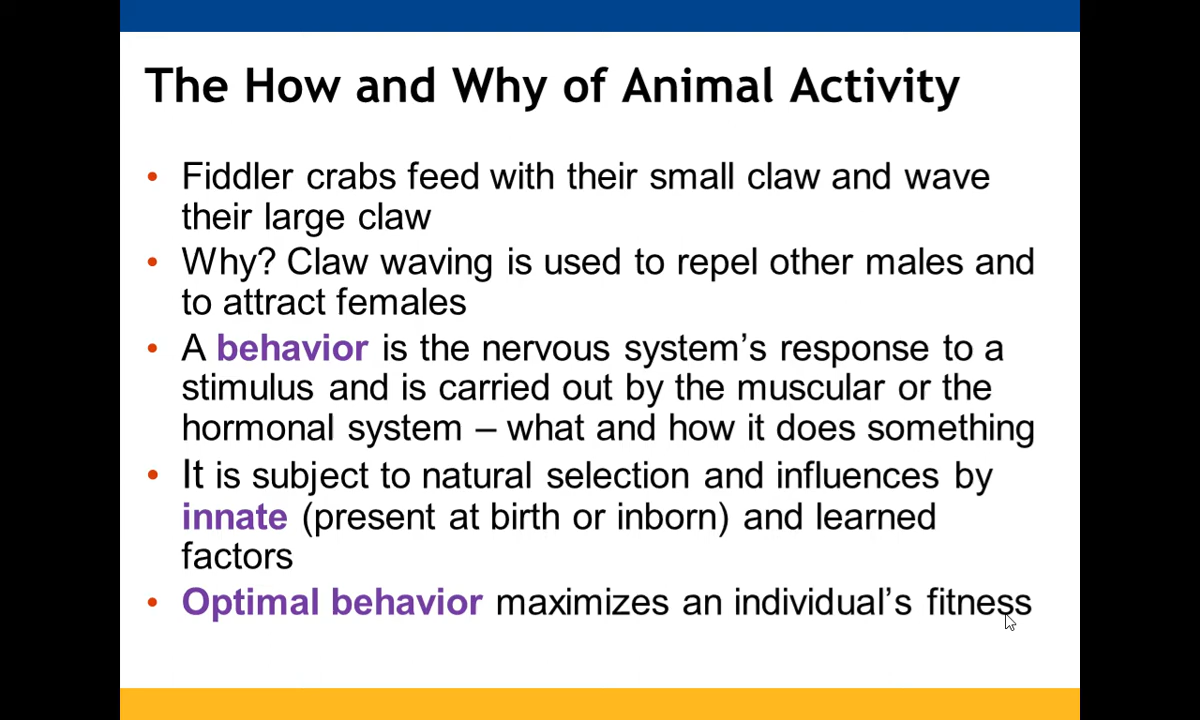 The How and Why of Animal Activity
• Fiddler crabs feed with their small claw and wave
their large claw
• Why? Claw waving is used to repel other males and
to attract females
• A behavior is the nervous system’s response to a
stimulus and is carried out by the muscular or the
hormonal system – what and how it does something
• It is subject to natural selection and influences by
innate (present at birth or inborn) and learned
factors
• Optimal behavior maximizes an individual’s fitness